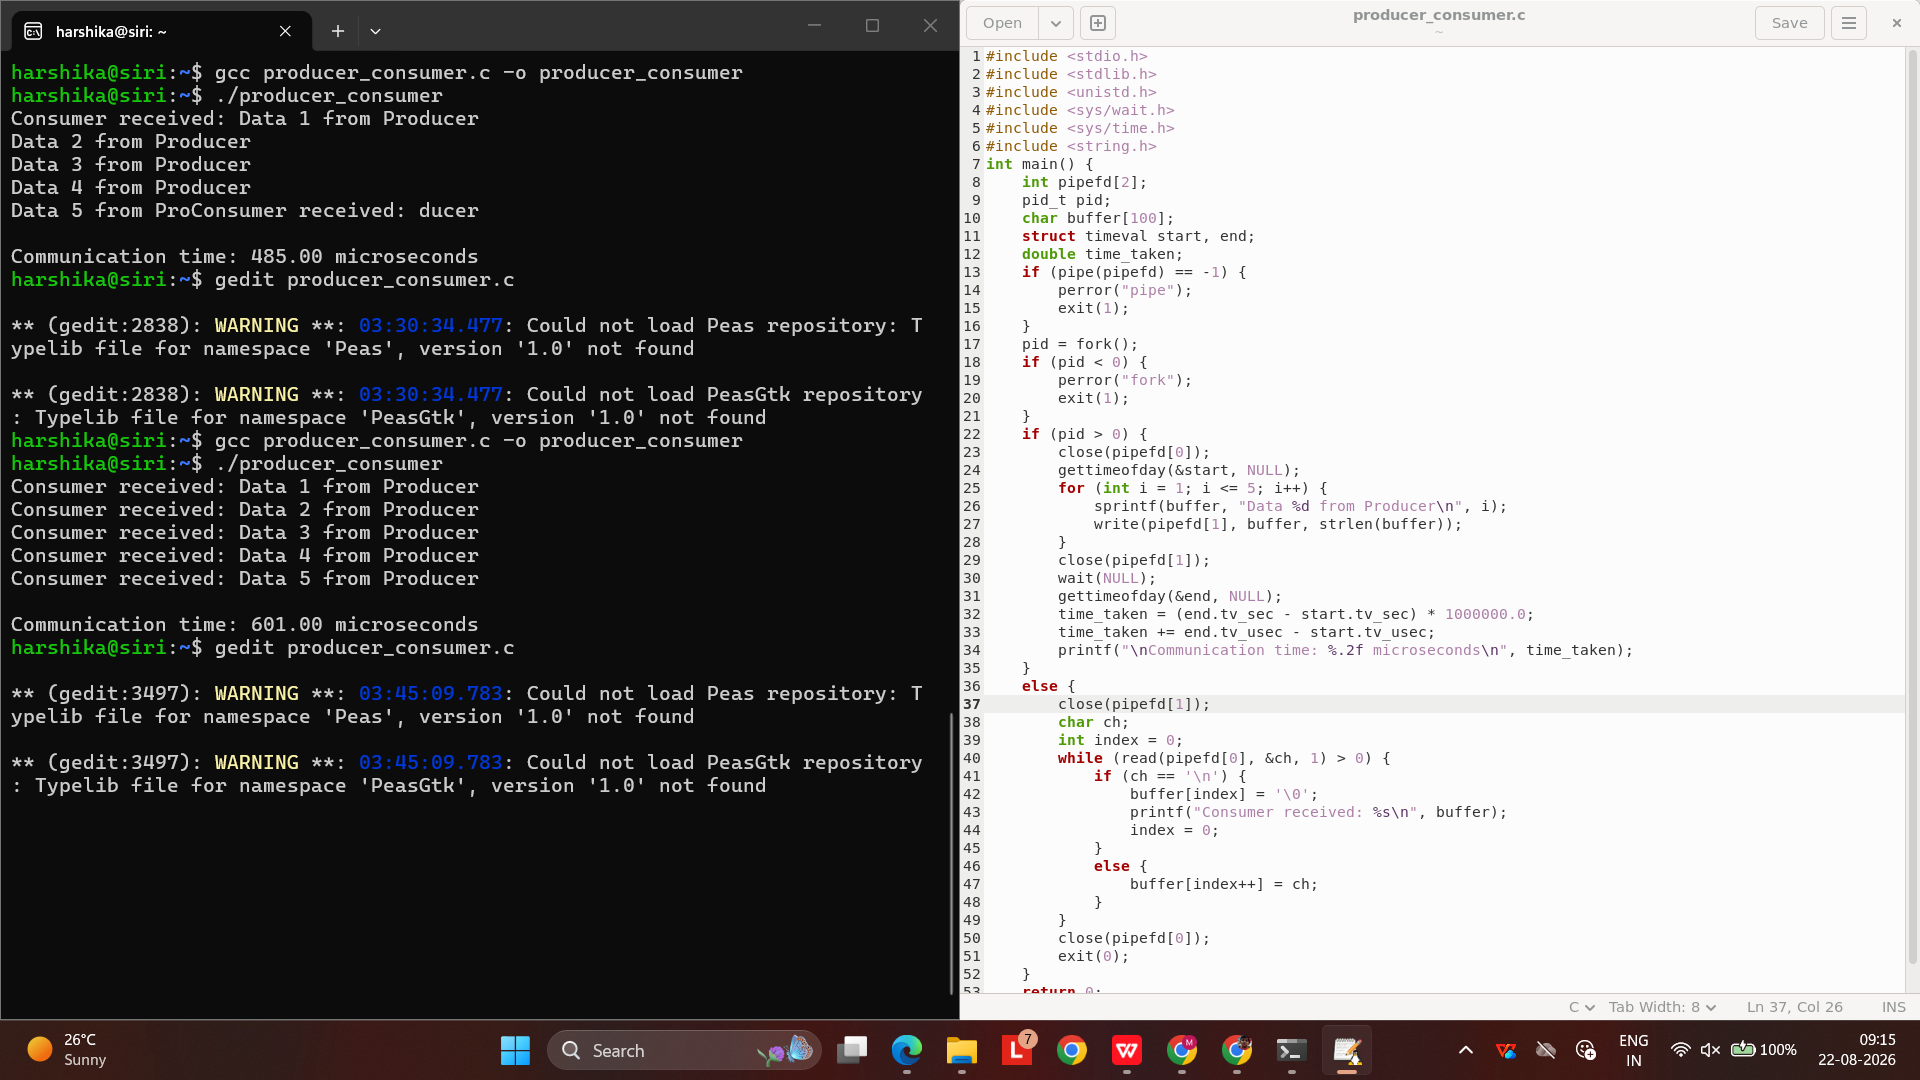 harshika@siri: ~
harshika@siri:~$ gcc producer_consumer.c -o producer_consumer
harshika@siri:~$ ./producer_consumer
Consumer received: Data 1 from Producer
Data 2 from Producer
Data 3 from Producer
Data 4 from Producer
Data 5 from ProConsumer received: ducer
Communication time: 485.00 microseconds
harshika@siri:~$ gedit producer_consumer.c
** (gedit:2838): WARNING **: 03:30:34.477: Could not load Peas repository: T
ypelib file for namespace 'Peas', version '1.0' not found
** (gedit:2838): WARNING **: 03:30:34.477: Could not load PeasGtk repository
: Typelib file for namespace 'PeasGtk', version '1.0' not found
harshika@siri:~$ gcc producer_consumer.c -o producer_consumer
harshika@siri:~$ ./producer_consumer
Consumer received: Data 1 from Producer
Consumer received: Data 2 from Producer
Consumer received: Data 3 from Producer
Consumer received: Data 4 from Producer
Consumer received: Data 5 from Producer
Communication time: 601.00 microseconds
harshika@siri:~$ gedit producer_consumer.c
** (gedit:3497): WARNING **: 03:45:09.783: Could not load Peas repository: T
ypelib file for namespace 'Peas', version '1.0' not found
** (gedit:3497): WARNING **: 03:45:09.783: Could not load PeasGtk repository
: Typelib file for namespace 'PeasGtk', version '1.0' not found
Open
producer_consumer.c
~
Save
1 #include <stdio.h>
2 #include <stdlib.h>
3 #include <unistd.h>
4 #include <sys/wait.h>
5 #include <sys/time.h>
6 #include <string.h>
7 int main() {
8     int pipefd[2];
9     pid_t pid;
10     char buffer[100];
11     struct timeval start, end;
12     double time_taken;
13     if (pipe(pipefd) == -1) {
14         perror("pipe");
15         exit(1);
16     }
17     pid = fork();
18     if (pid < 0) {
19         perror("fork");
20         exit(1);
21     }
22     if (pid > 0) {
23         close(pipefd[0]);
24         gettimeofday(&start, NULL);
25         for (int i = 1; i <= 5; i++) {
26             sprintf(buffer, "Data %d from Producer\n", i);
27             write(pipefd[1], buffer, strlen(buffer));
28         }
29         close(pipefd[1]);
30         wait(NULL);
31         gettimeofday(&end, NULL);
32         time_taken = (end.tv_sec - start.tv_sec) * 1000000.0;
33         time_taken += end.tv_usec - start.tv_usec;
34         printf("\nCommunication time: %.2f microseconds\n", time_taken);
35     }
36     else {
37         close(pipefd[1]);
38         char ch;
39         int index = 0;
40         while (read(pipefd[0], &ch, 1) > 0) {
41             if (ch == '\n') {
42                 buffer[index] = '\0';
43                 printf("Consumer received: %s\n", buffer);
44                 index = 0;
45             }
46             else {
47                 buffer[index++] = ch;
48             }
49         }
50         close(pipefd[0]);
51         exit(0);
52     }
53     return 0;
C
Tab Width: 8
Ln 37, Col 26
INS
26°C
Sunny
Search
7
M
ENG
IN
100%
09:15
22-08-2026